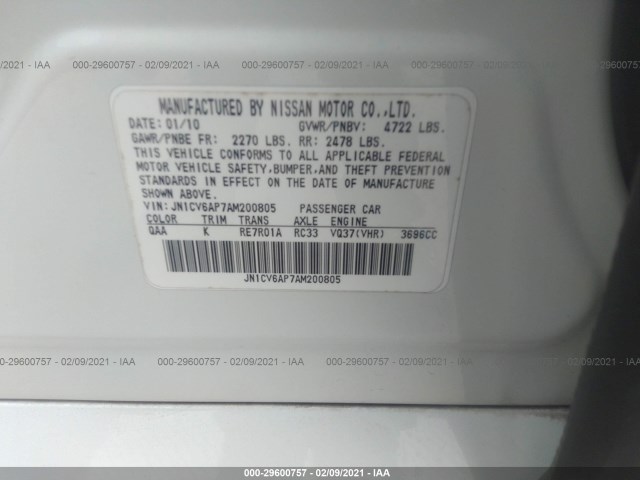 02/09/2021 - IAA 000-29600757 - 02/09/2021 - IAA 000-29600757 - 02/09/2021 - IAA 000-29600757 - 02/09/2021 - IAA
MANUFACTURED BY NISSAN MOTOR CO.,LTD.
DATE:01/10 GVWR/PNBV: 4722 LBS.
GAWR/PNBE FR: 2270 LBS. RR: 2478 LBS.
THIS VEHICLE CONFORMS TO ALL APPLICABLE FEDERAL
MOTOR VEHICLE SAFETY,BUMPER,AND THEFT PREVENTION
STANDARDS IN EFFECT ON THE DATE OF MANUFACTURE
SHOWN ABOVE.
VIN:JN1CV6AP7AM200805 PASSENGER CAR
COLOR TRIM TRANS AXLE ENGINE
QAA K RE7R01A RC33 VQ37(VHR) 3696CC
JN1CV6AP7AM200805
000-29600757 - 02/09/2021 - IAA 000-29600757 - 02/09/2021 - IAA 000-29600757 - 02/09/2021 - IAA
000-29600757 - 02/09/2021 - IAA